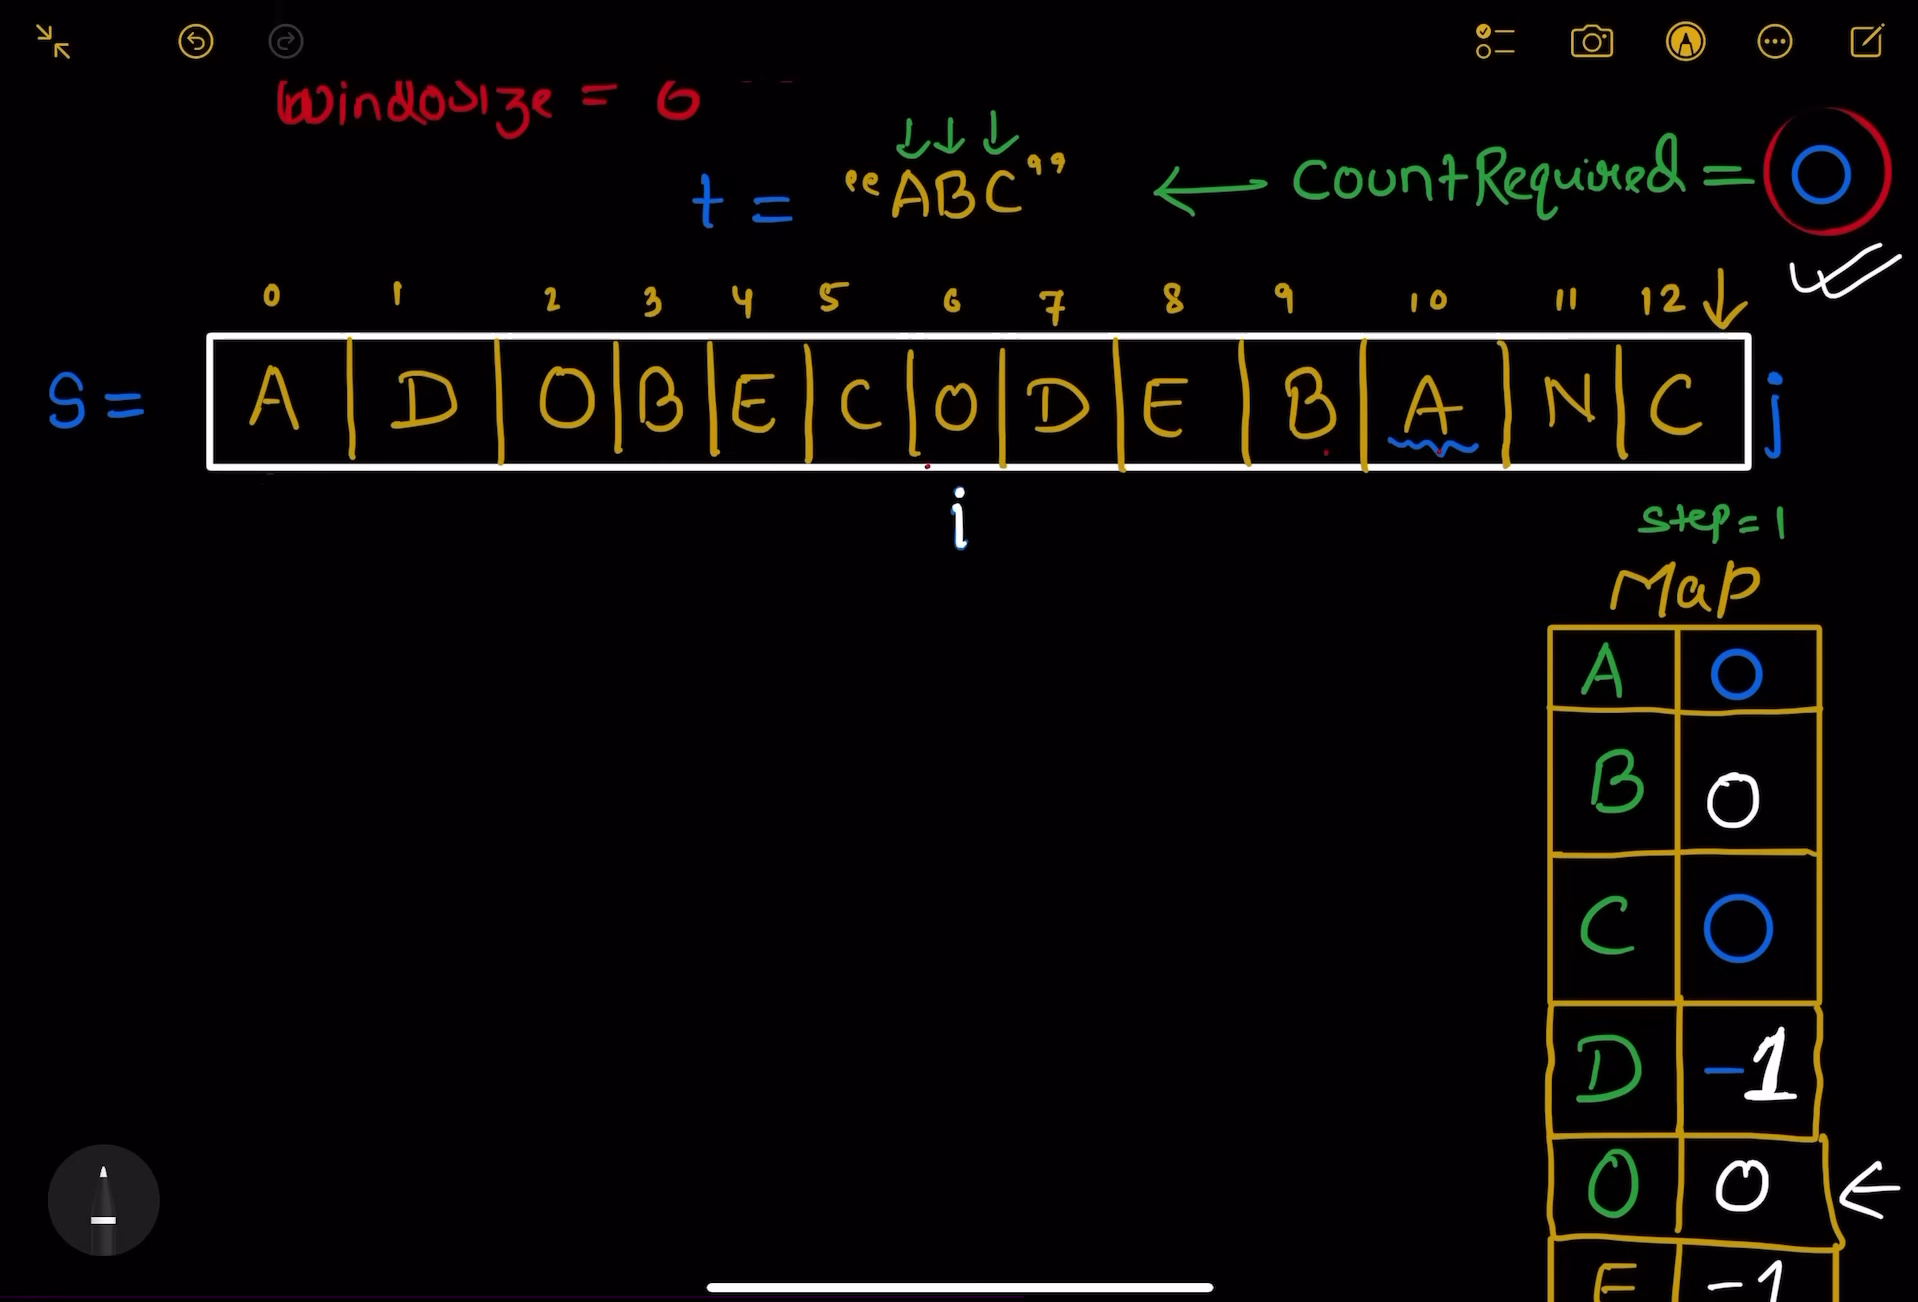 WindoSize = 6
t = "ABC" ← CountRequired = 0
0 1 2 3 4 5 6 7 8 9 10 11 12
S = A D O B E C O D E B A N C j
i
Step = 1
Map
A 0
B 0
C 0
D -1
O 0
E -1